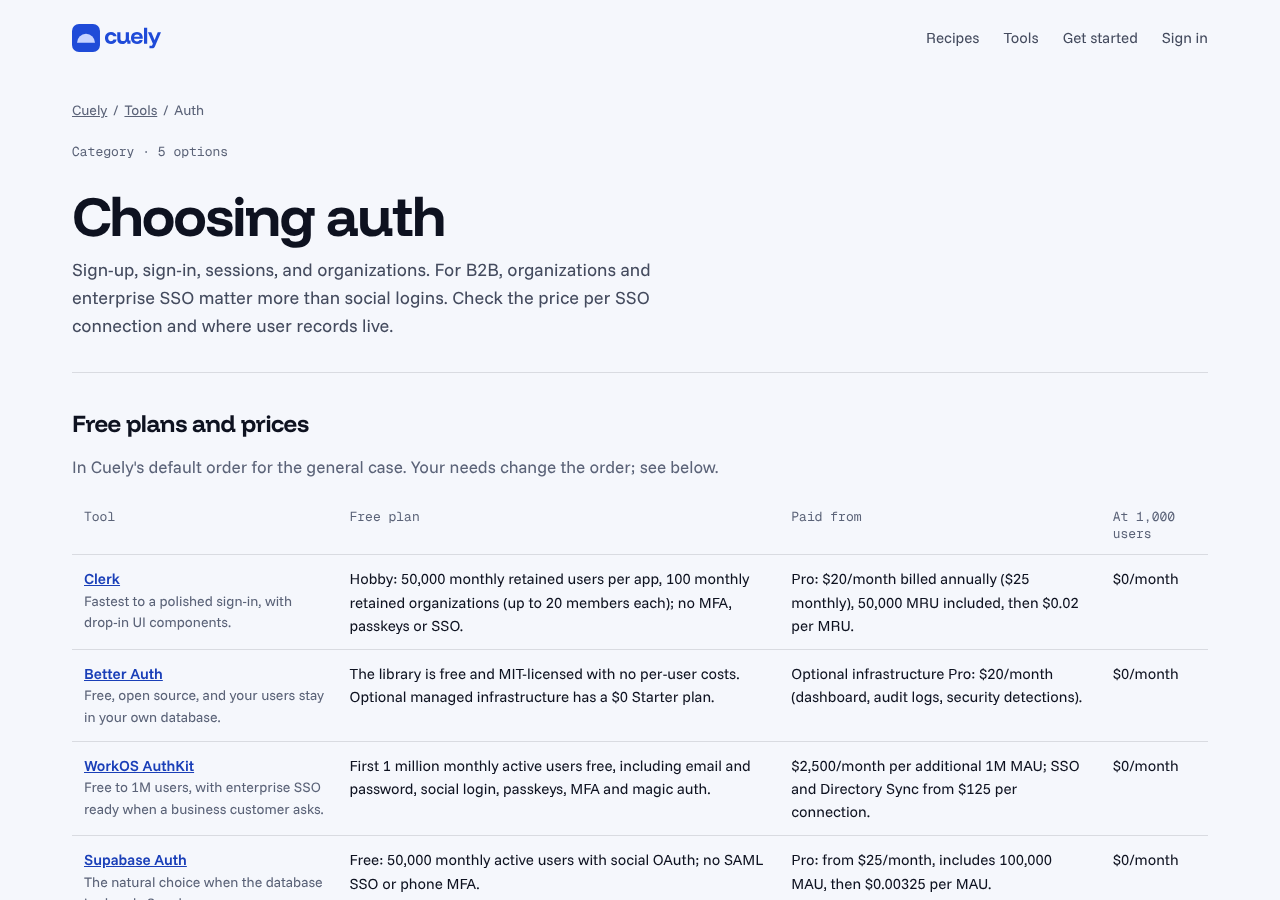 cuely
Recipes Tools Get started Sign in
Cuely / Tools / Auth
Category · 5 options
Choosing auth
Sign-up, sign-in, sessions, and organizations. For B2B, organizations and
enterprise SSO matter more than social logins. Check the price per SSO
connection and where user records live.
Free plans and prices
In Cuely's default order for the general case. Your needs change the order; see below.
Tool Free plan Paid from At 1,000
users
Clerk
Fastest to a polished sign-in, with
drop-in UI components.
Hobby: 50,000 monthly retained users per app, 100 monthly
retained organizations (up to 20 members each); no MFA,
passkeys or SSO.
Pro: $20/month billed annually ($25
monthly), 50,000 MRU included, then $0.02
per MRU.
$0/month
Better Auth
Free, open source, and your users stay
in your own database.
The library is free and MIT-licensed with no per-user costs.
Optional managed infrastructure has a $0 Starter plan.
Optional infrastructure Pro: $20/month
(dashboard, audit logs, security detections).
$0/month
WorkOS AuthKit
Free to 1M users, with enterprise SSO
ready when a business customer asks.
First 1 million monthly active users free, including email and
password, social login, passkeys, MFA and magic auth.
$2,500/month per additional 1M MAU; SSO
and Directory Sync from $125 per
connection.
$0/month
Supabase Auth
The natural choice when the database
Free: 50,000 monthly active users with social OAuth; no SAML
SSO or phone MFA.
Pro: from $25/month, includes 100,000
MAU, then $0.00325 per MAU.
$0/month